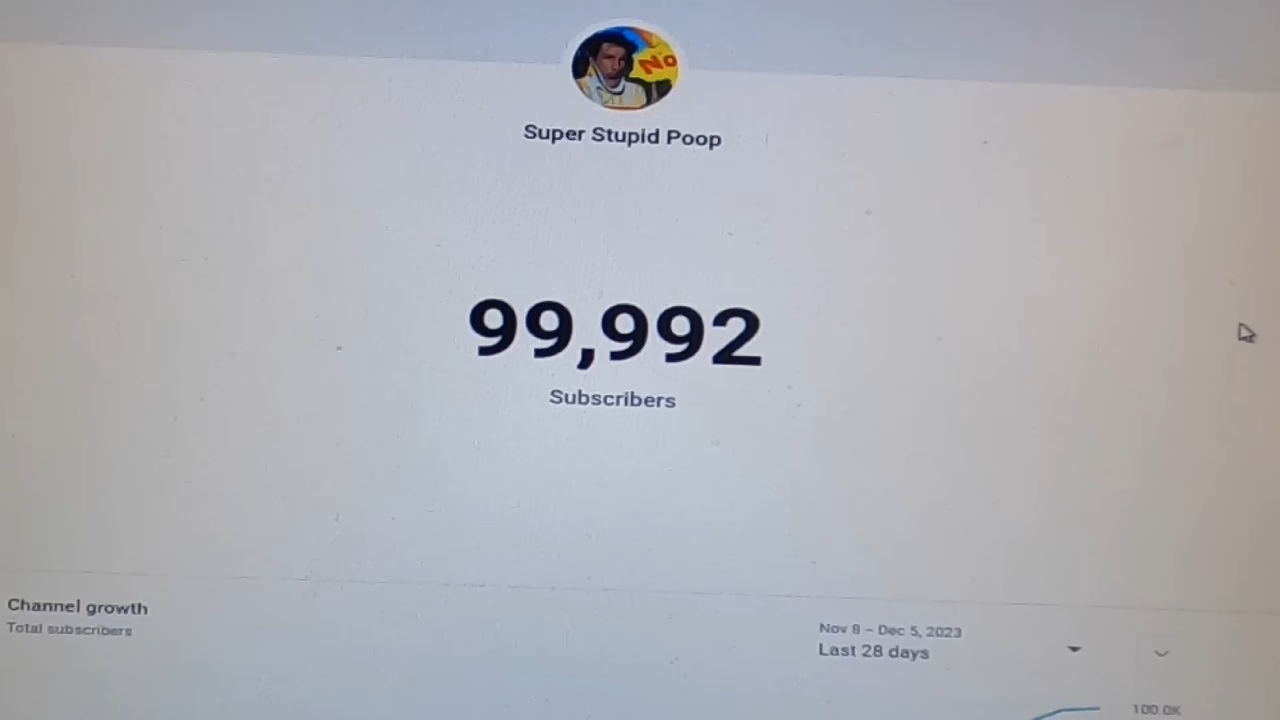 No
Super Stupid Poop
99,992
Subscribers
Channel growth
Total subscribers
Nov 8 – Dec 5, 2023
Last 28 days
100.0K